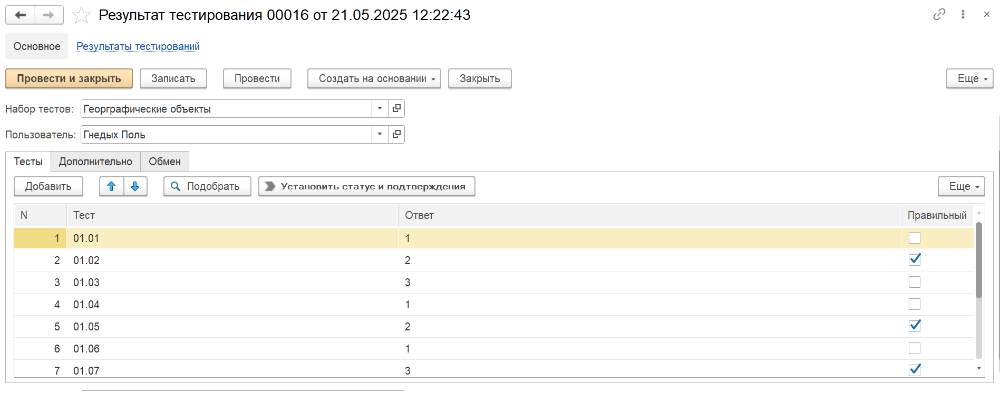 Результат тестирования 00016 от 21.05.2025 12:22:43
Основное Результаты тестирований
Провести и закрыть Записать Провести Создать на основании Закрыть Еще
Набор тестов: Георграфические объекты
Пользователь: Гнедых Поль
Тесты Дополнительно Обмен
Добавить Подобрать Установить статус и подтверждения Еще
N Тест Ответ Правильный
1 01.01 1
2 01.02 2
3 01.03 3
4 01.04 1
5 01.05 2
6 01.06 1
7 01.07 3